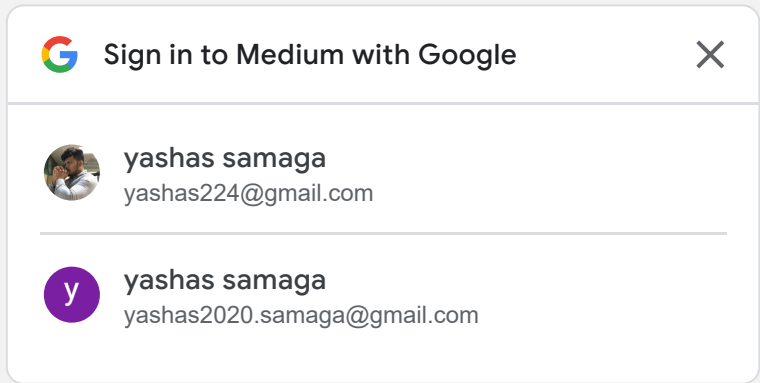 Sign in to Medium with Google
yashas samaga
yashas224@gmail.com
y
yashas samaga
yashas2020.samaga@gmail.com